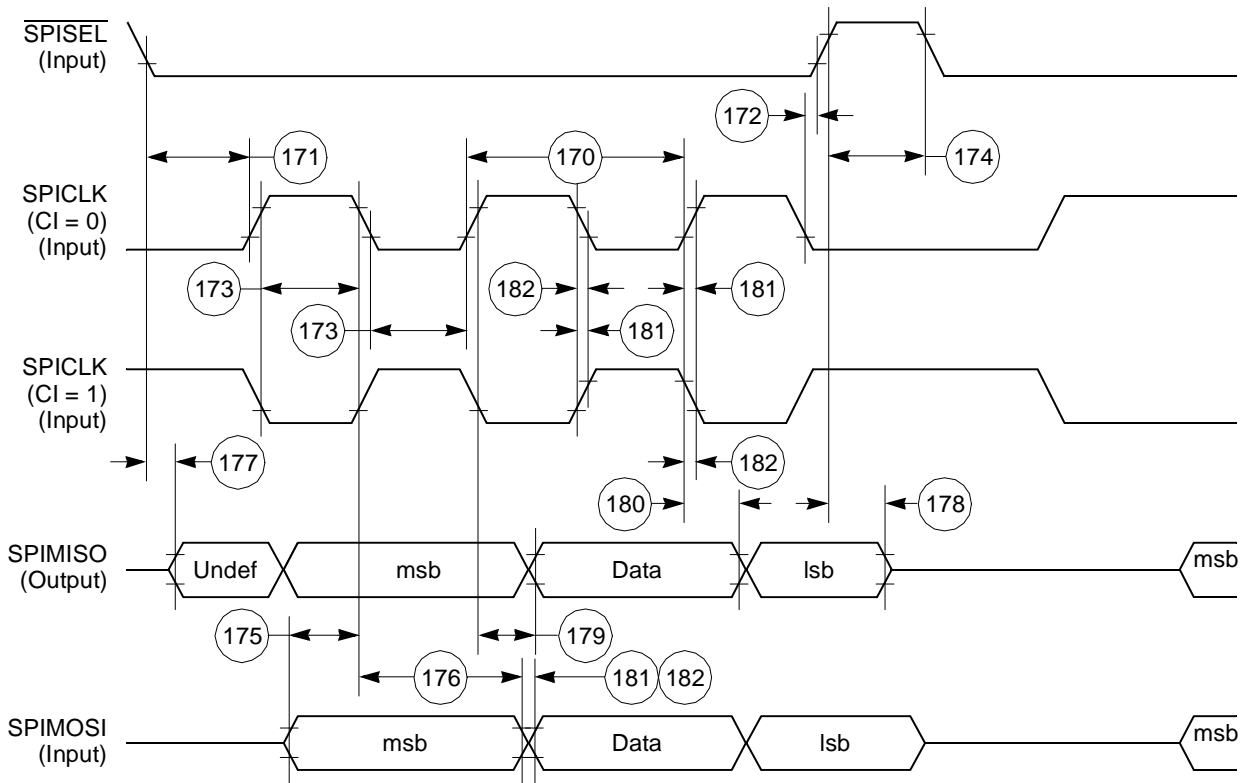 SPISEL
(Input)
172
171
170
174
SPICLK
(CI = 0)
(Input)
173
182
181
173
181
SPICLK
(CI = 1)
(Input)
177
182
180
178
SPIMISO
(Output)
Undef
msb
Data
lsb
msb
175
179
176
181
182
SPIMOSI
(Input)
msb
Data
lsb
msb